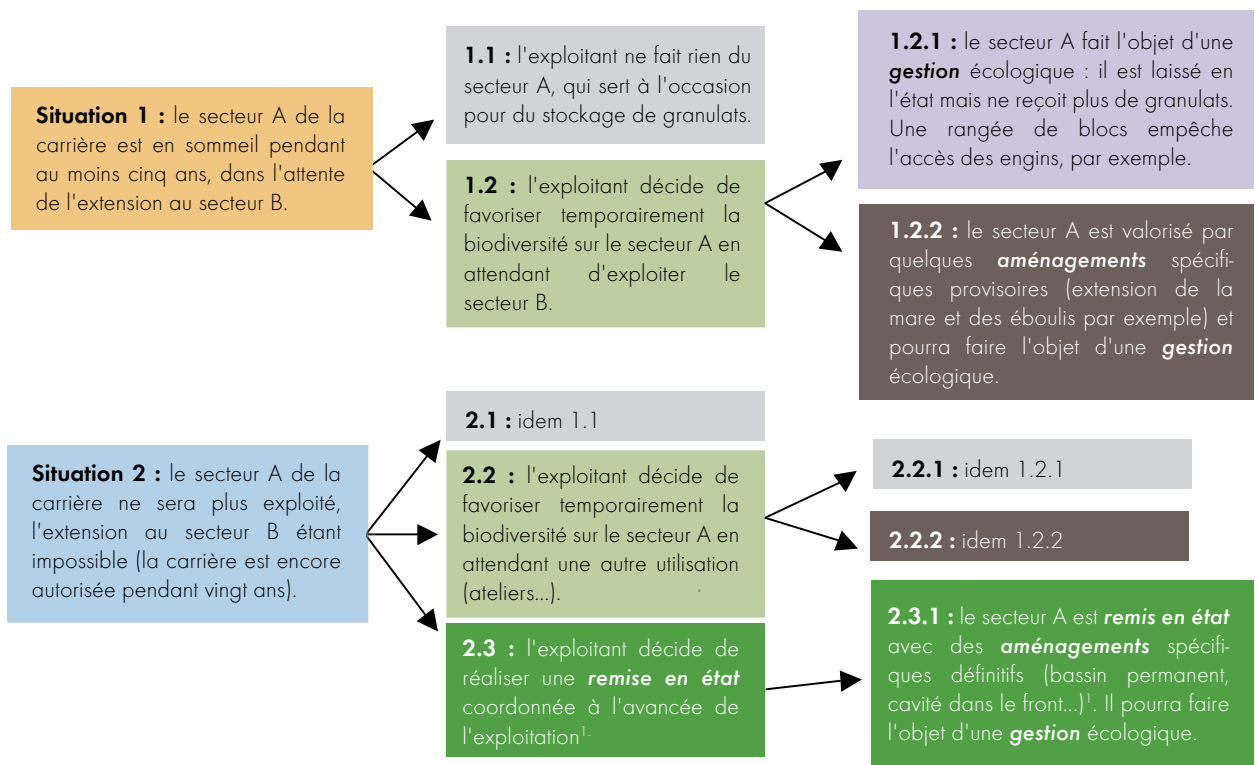 Situation 1 : le secteur A de la
carrière est en sommeil pendant
au moins cinq ans, dans l'attente
de l'extension au secteur B.
1.1 : l'exploitant ne fait rien du
secteur A, qui sert à l'occasion
pour du stockage de granulats.
1.2 : l'exploitant décide de
favoriser temporairement la
biodiversité sur le secteur A en
attendant d'exploiter le
secteur B.
1.2.1 : le secteur A fait l'objet d'une
gestion écologique : il est laissé en
l'état mais ne reçoit plus de granulats.
Une rangée de blocs empêche
l'accès des engins, par exemple.
1.2.2 : le secteur A est valorisé par
quelques aménagements spécifi-
ques provisoires (extension de la
mare et des éboulis par exemple) et
pourra faire l'objet d'une gestion
écologique.
Situation 2 : le secteur A de la
carrière ne sera plus exploité,
l'extension au secteur B étant
impossible (la carrière est encore
autorisée pendant vingt ans).
2.1 : idem 1.1
2.2 : l'exploitant décide de
favoriser temporairement la
biodiversité sur le secteur A en
attendant une autre utilisation
(ateliers...).
2.3 : l'exploitant décide de
réaliser une remise en état
coordonnée à l'avancée de
l'exploitation¹.
2.2.1 : idem 1.2.1
2.2.2 : idem 1.2.2
2.3.1 : le secteur A est remis en état
avec des aménagements spécifi-
ques définitifs (bassin permanent,
cavité dans le front...)¹. Il pourra faire
l'objet d'une gestion écologique.